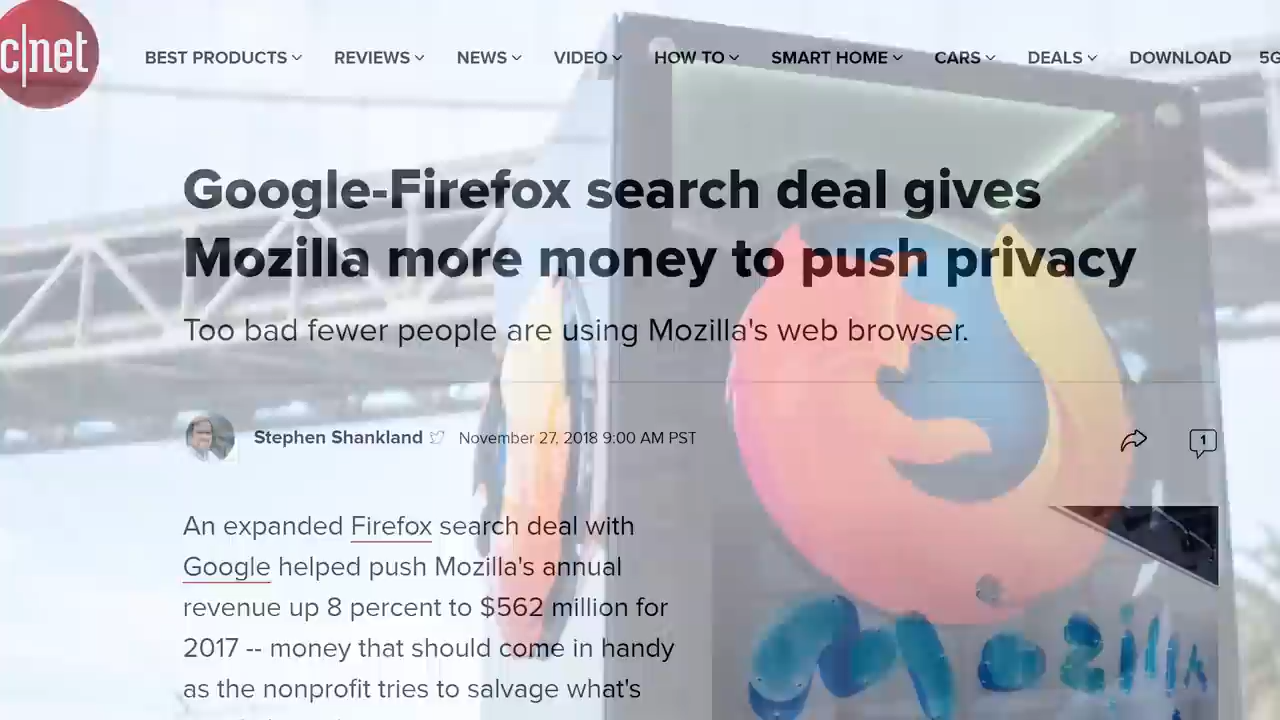 c|net
BEST PRODUCTS REVIEWS NEWS VIDEO HOW TO SMART HOME CARS DEALS DOWNLOAD 5G
Google-Firefox search deal gives
Mozilla more money to push privacy
Too bad fewer people are using Mozilla's web browser.
Stephen Shankland November 27, 2018 9:00 AM PST
1
An expanded Firefox search deal with
Google helped push Mozilla's annual
revenue up 8 percent to $562 million for
2017 -- money that should come in handy
as the nonprofit tries to salvage what's
mozilla